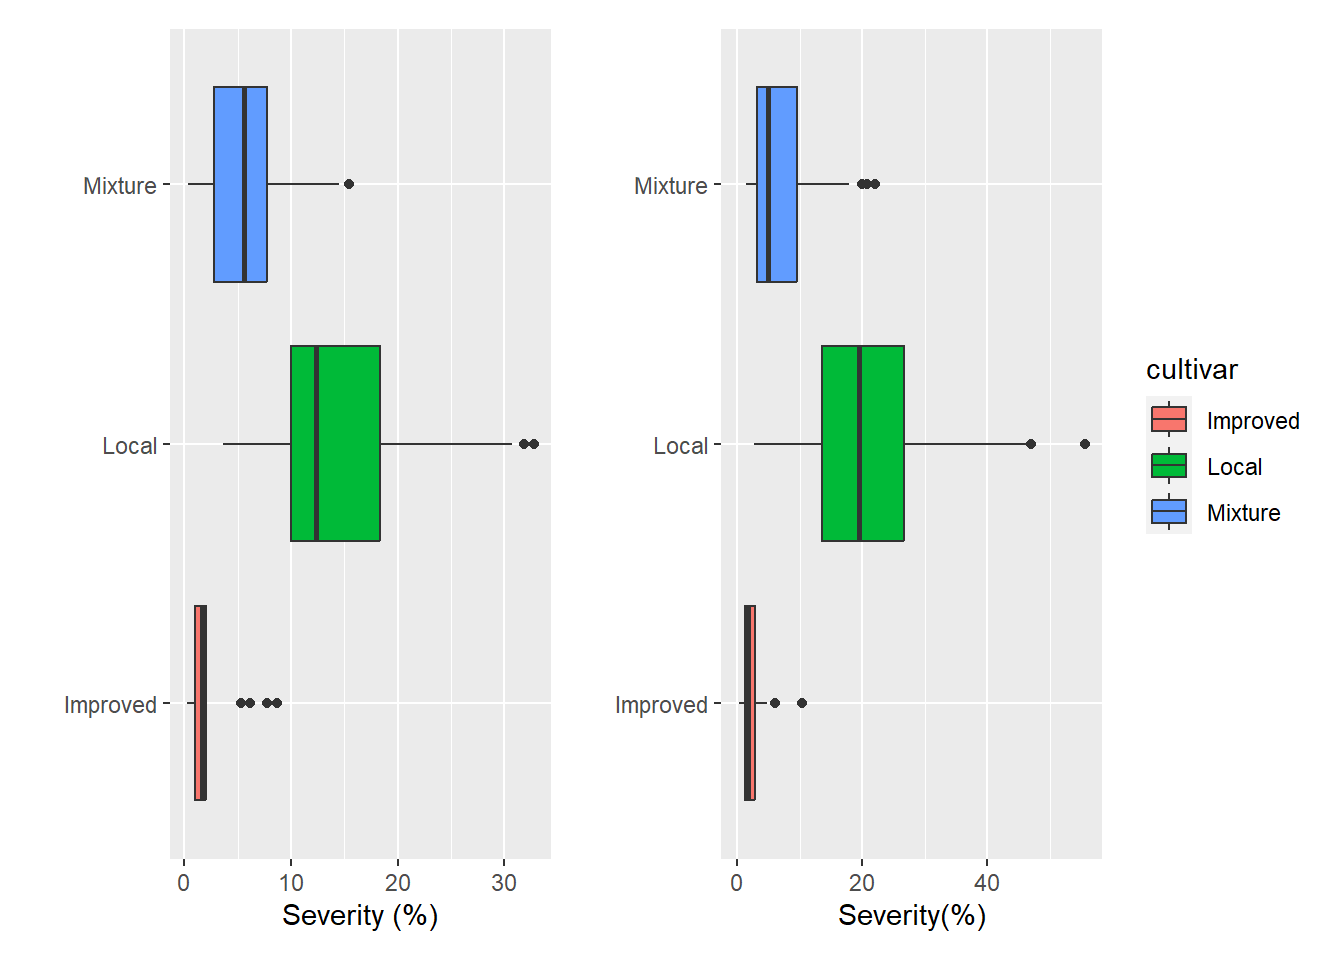 Mixture
Local
Improved
0 10 20 30
Severity (%)
Mixture
Local
Improved
0 20 40
Severity(%)
cultivar
Improved
Local
Mixture